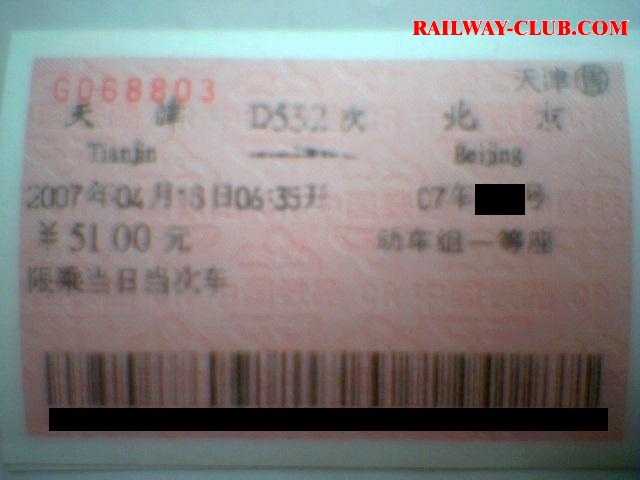 RAILWAY-CLUB.COM
G068803 天津 售
天 津 D532次 北 京
Tianjin Beijing
2007年04月18日06:35开 07车 号
¥51.00元 动车组一等座
限乘当日当次车